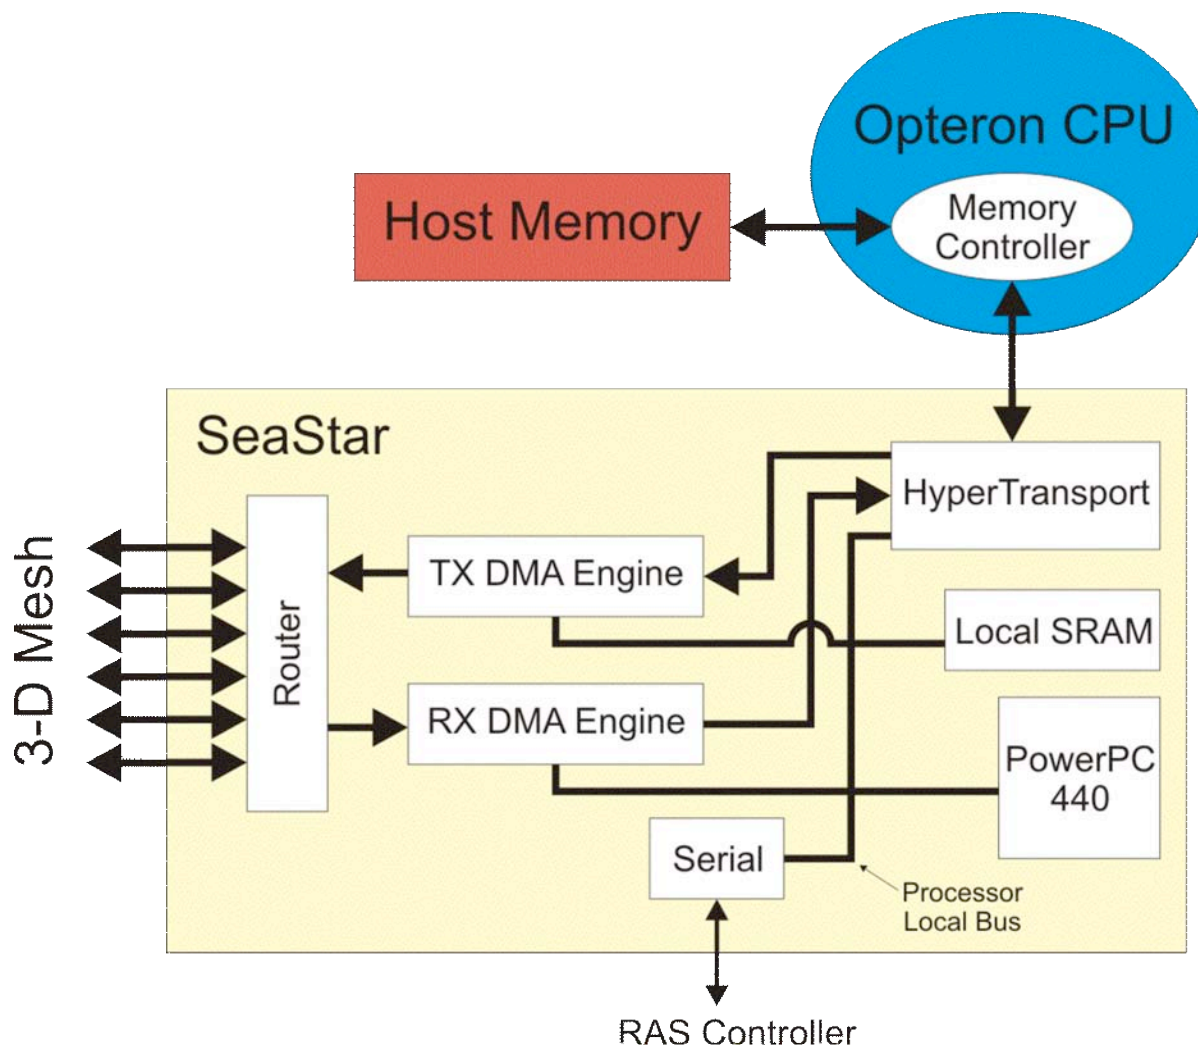 Opteron CPU
Host Memory
Memory
Controller
SeaStar
HyperTransport
TX DMA Engine
Local SRAM
3-D Mesh
Router
RX DMA Engine
PowerPC
440
Serial
Processor
Local Bus
RAS Controller